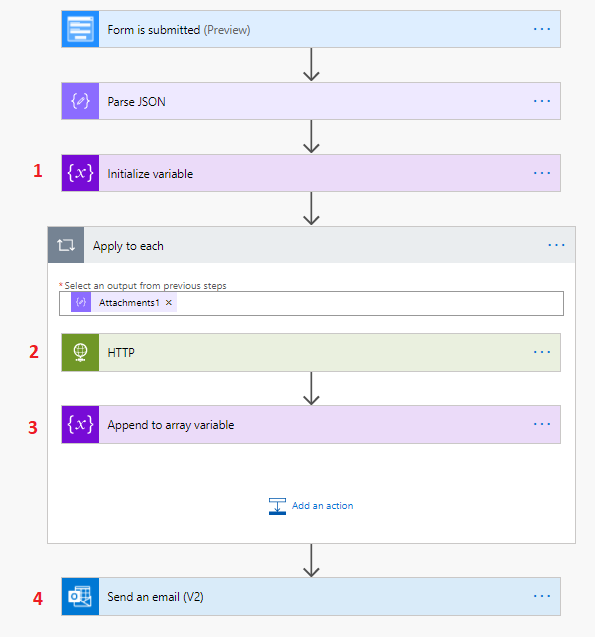 Form is submitted (Preview)
Parse JSON
1
{x} Initialize variable
Apply to each
* Select an output from previous steps
Attachments1 ×
2
HTTP
3
{x} Append to array variable
Add an action
4
Send an email (V2)